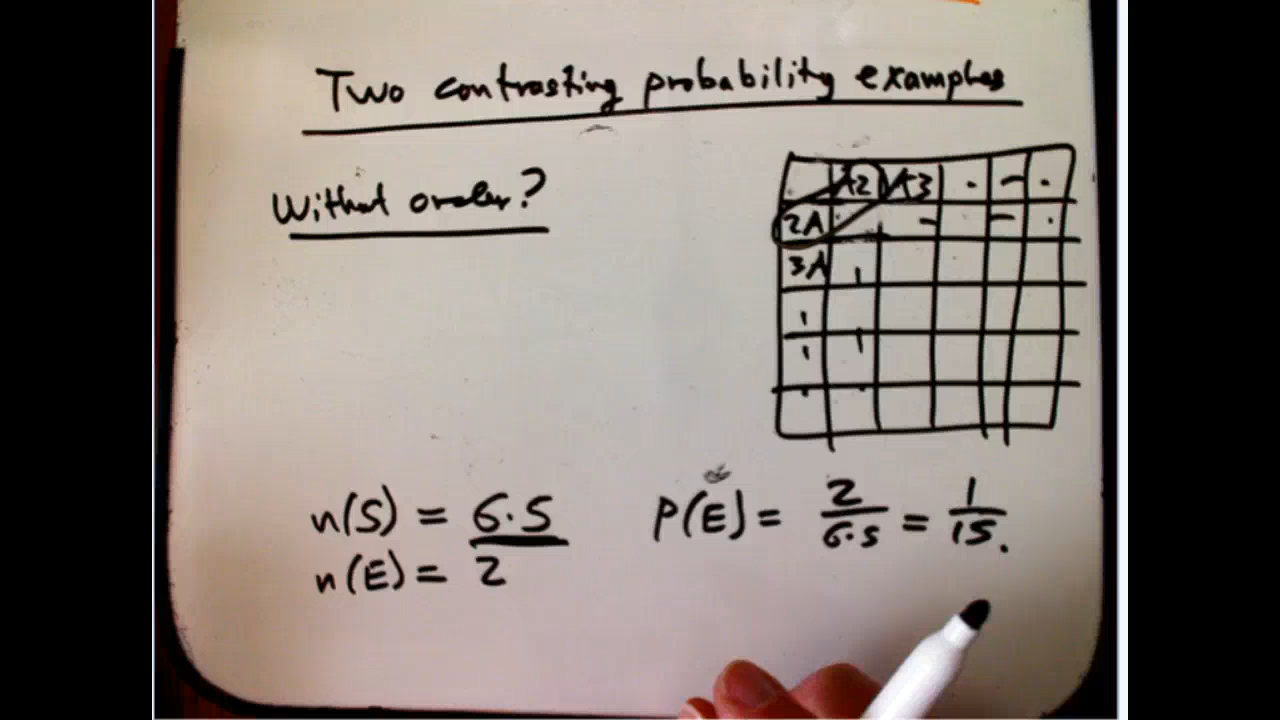 Two contrasting probability examples
Without order?
A2 A3 . – .
2A – – .
3A
n(S) = 6·5
n(E) = 2
P(E) = 2/6·5 = 1/15.